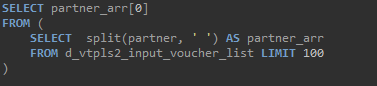 SELECT partner_arr[0]
FROM (
    SELECT  split(partner, ' ') AS partner_arr
    FROM d_vtpls2_input_voucher_list LIMIT 100
)